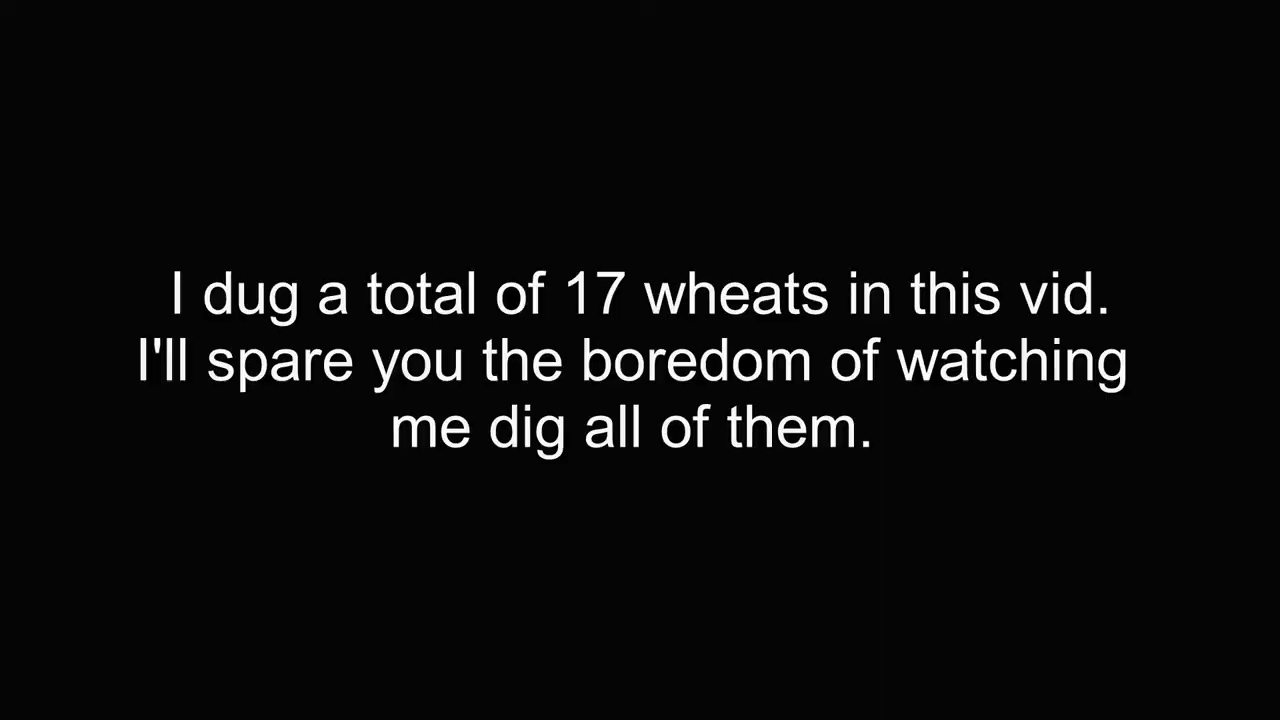 I dug a total of 17 wheats in this vid.
I'll spare you the boredom of watching
me dig all of them.